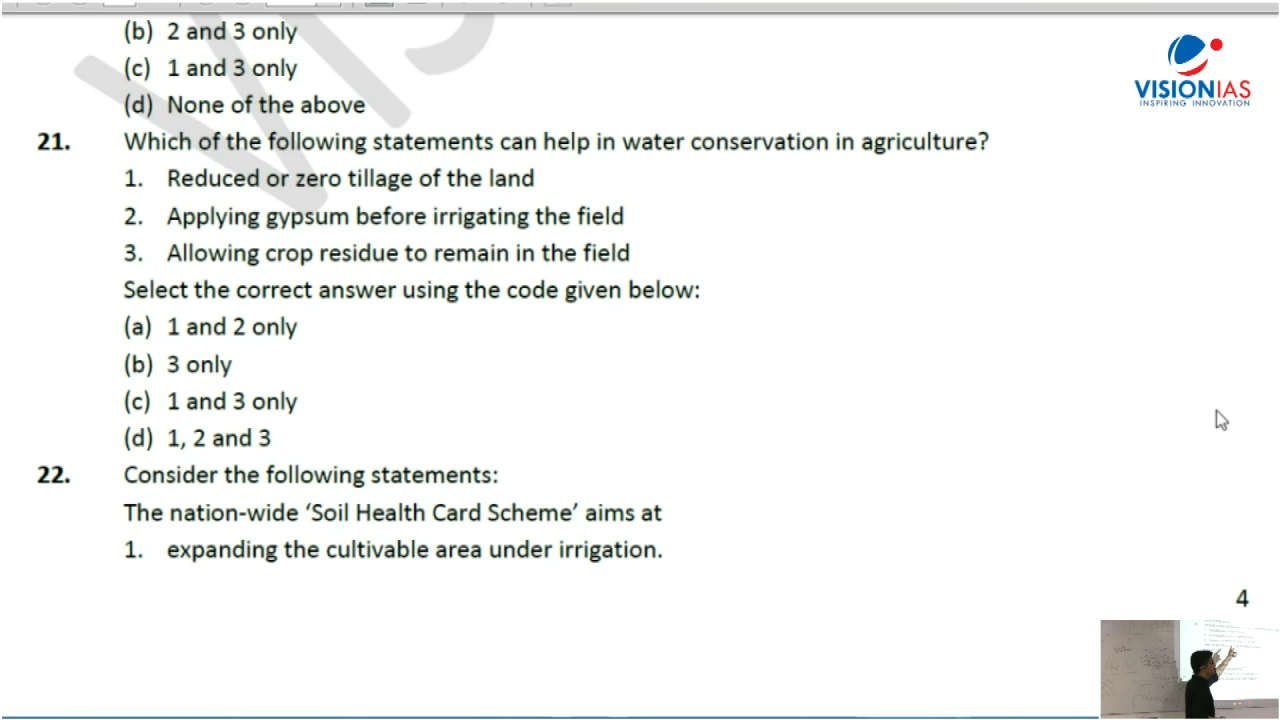 (b) 2 and 3 only
(c) 1 and 3 only
(d) None of the above
VISIONIAS
INSPIRING INNOVATION
21. Which of the following statements can help in water conservation in agriculture?
1. Reduced or zero tillage of the land
2. Applying gypsum before irrigating the field
3. Allowing crop residue to remain in the field
Select the correct answer using the code given below:
(a) 1 and 2 only
(b) 3 only
(c) 1 and 3 only
(d) 1, 2 and 3
22. Consider the following statements:
The nation-wide ‘Soil Health Card Scheme’ aims at
1. expanding the cultivable area under irrigation.
4